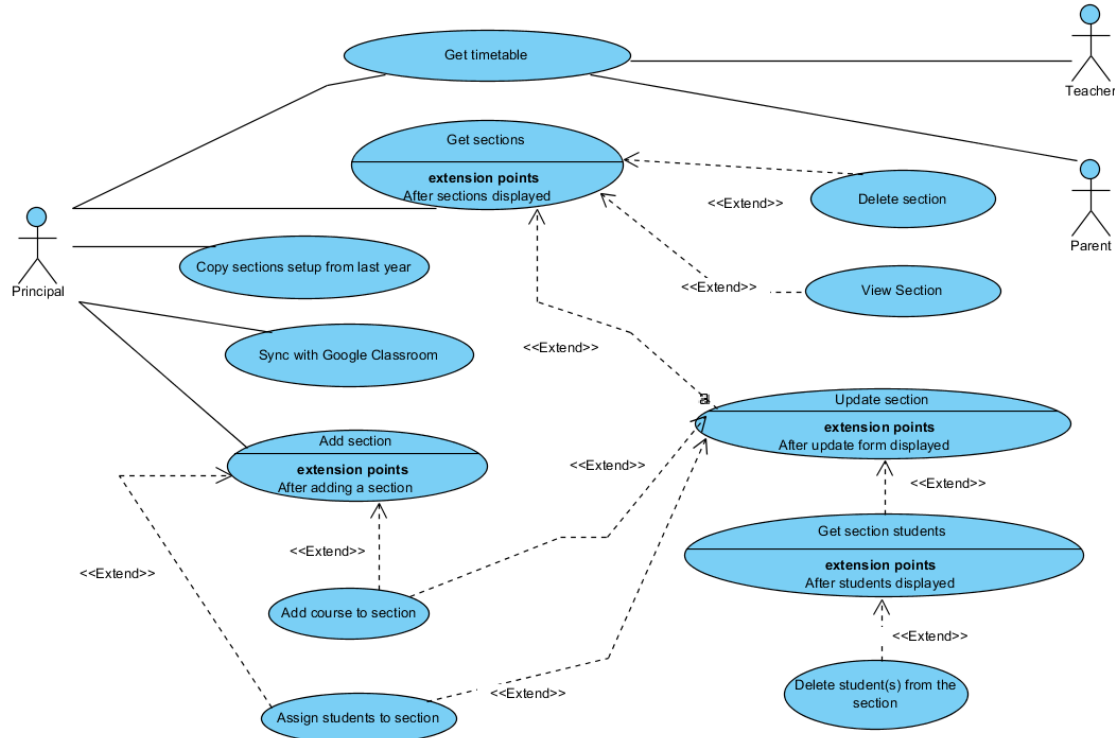 Get timetable
Teacher
Get sections
extension points
After sections displayed
<<Extend>>
Delete section
Parent
Principal
Copy sections setup from last year
<<Extend>>
View Section
Sync with Google Classroom
<<Extend>>
Update section
extension points
After update form displayed
Add section
extension points
After adding a section
<<Extend>>
<<Extend>>
Get section students
extension points
After students displayed
<<Extend>>
<<Extend>>
Add course to section
<<Extend>>
Delete student(s) from the
section
<<Extend>>
Assign students to section